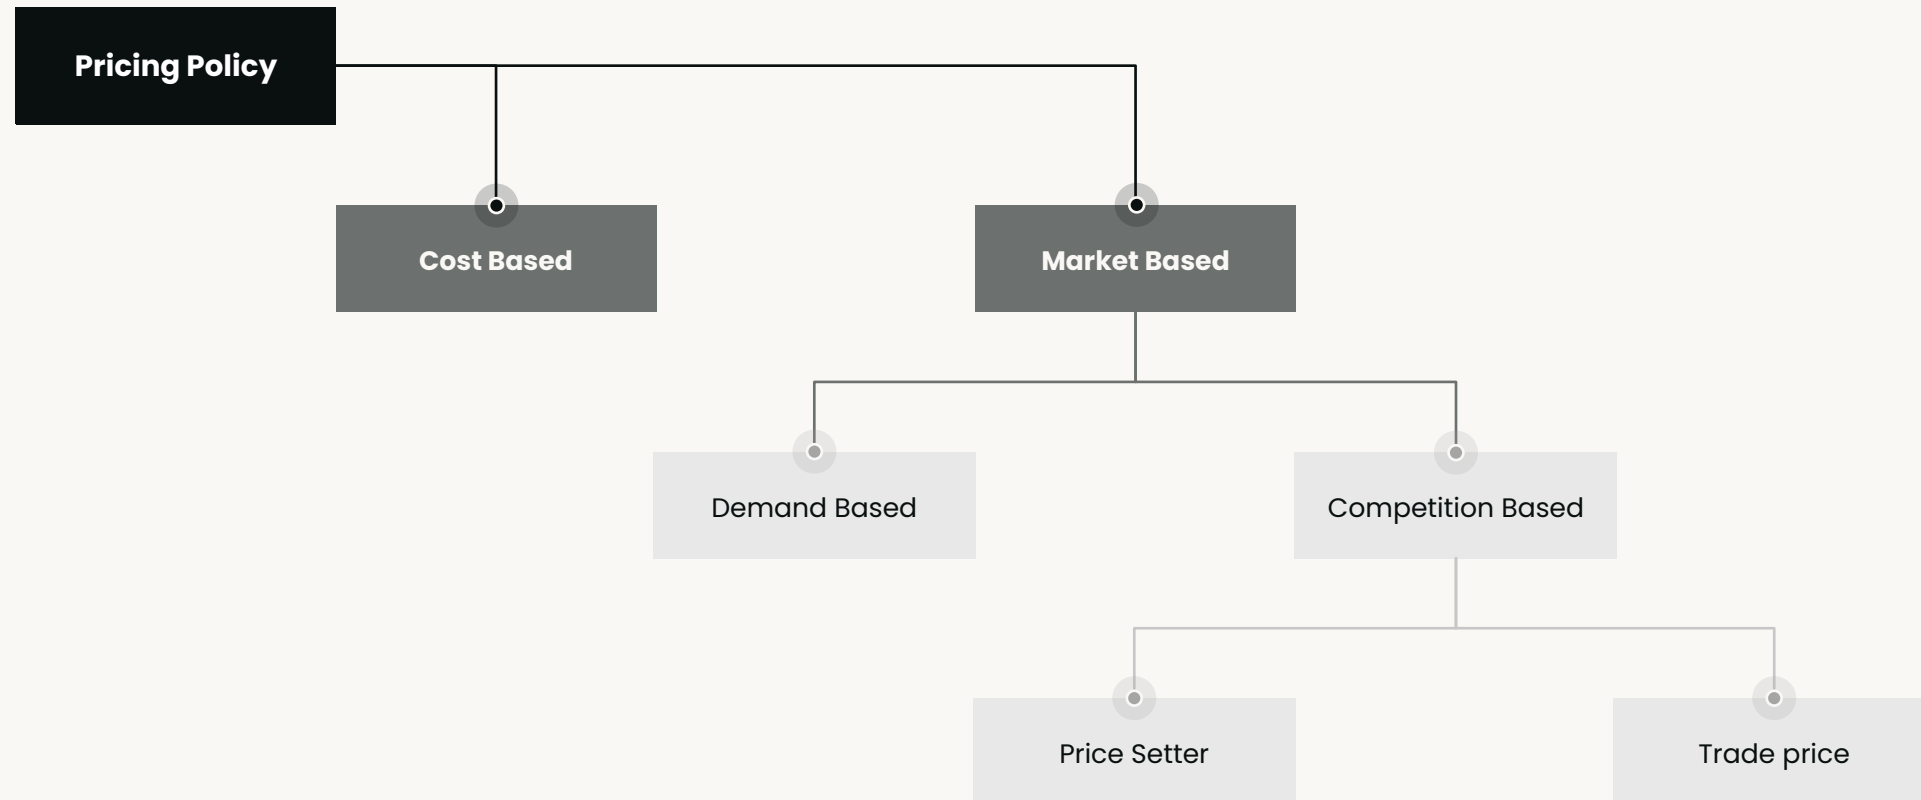 Pricing Policy
Cost Based
Market Based
Demand Based
Competition Based
Price Setter
Trade price